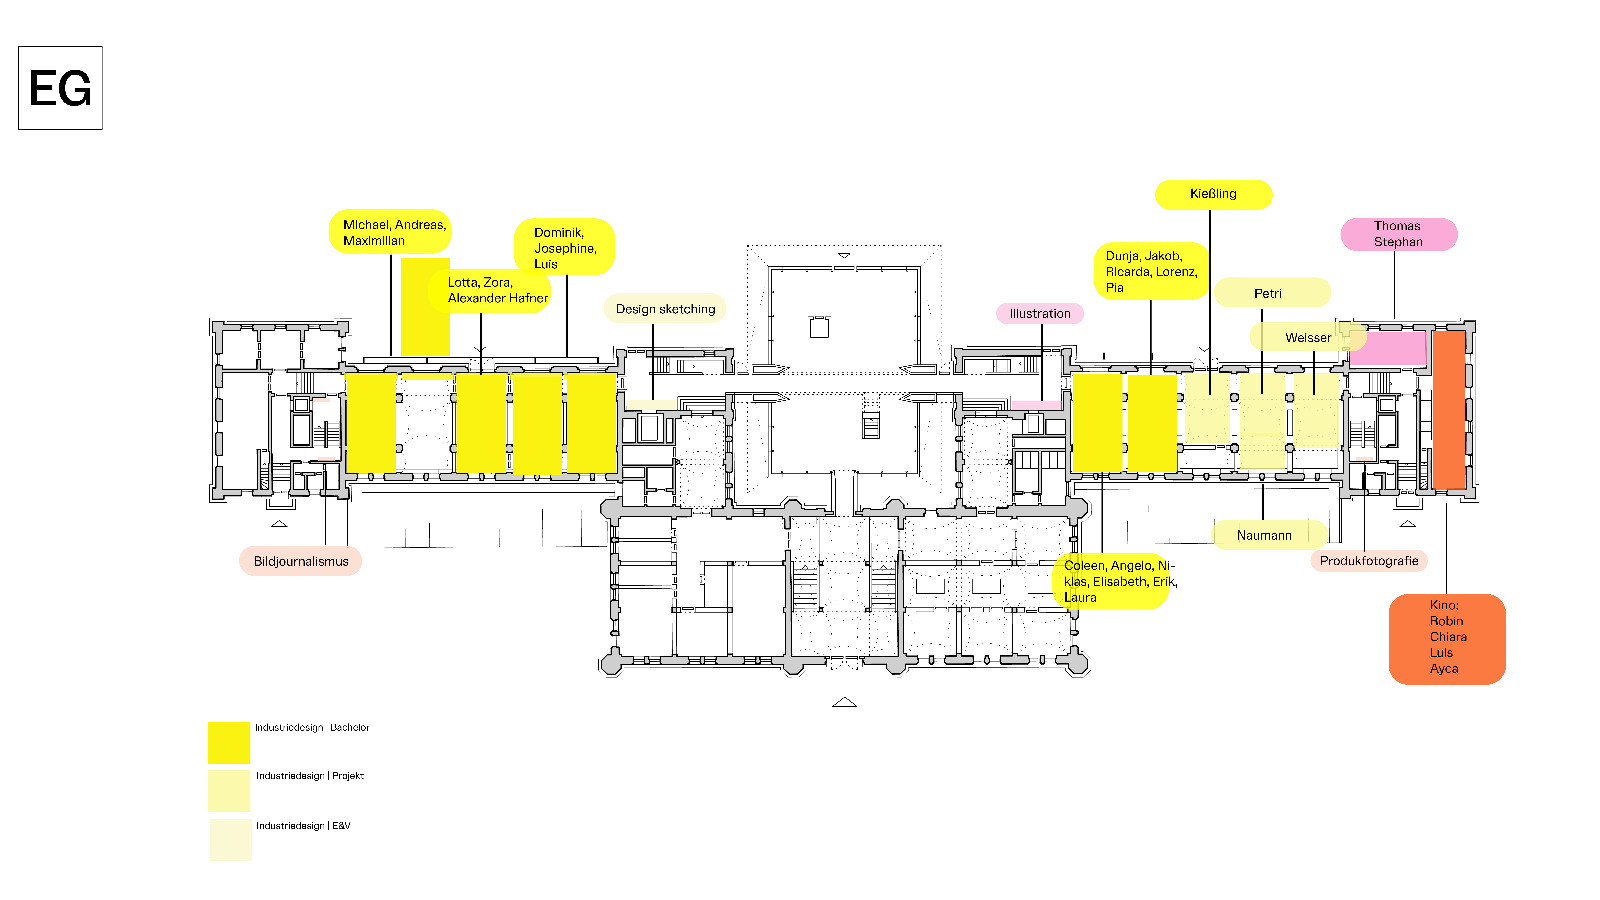 EG
Kießling
Michael, Andreas,
Maximilian
Dominik,
Josephine,
Luis
Thomas
Stephan
Dunja, Jakob,
Ricarda, Lorenz,
Pia
Lotta, Zora,
Alexander Hafner
Petri
Design sketching
Illustration
Weisser
Naumann
Bildjournalismus
Produkfotografie
Coleen, Angelo, Ni-
klas, Elisabeth, Erik,
Laura
Kino:
Robin
Chiara
Luis
Ayca
Industriedesign | Bachelor
Industriedesign | Projekt
Industriedesign | E&V